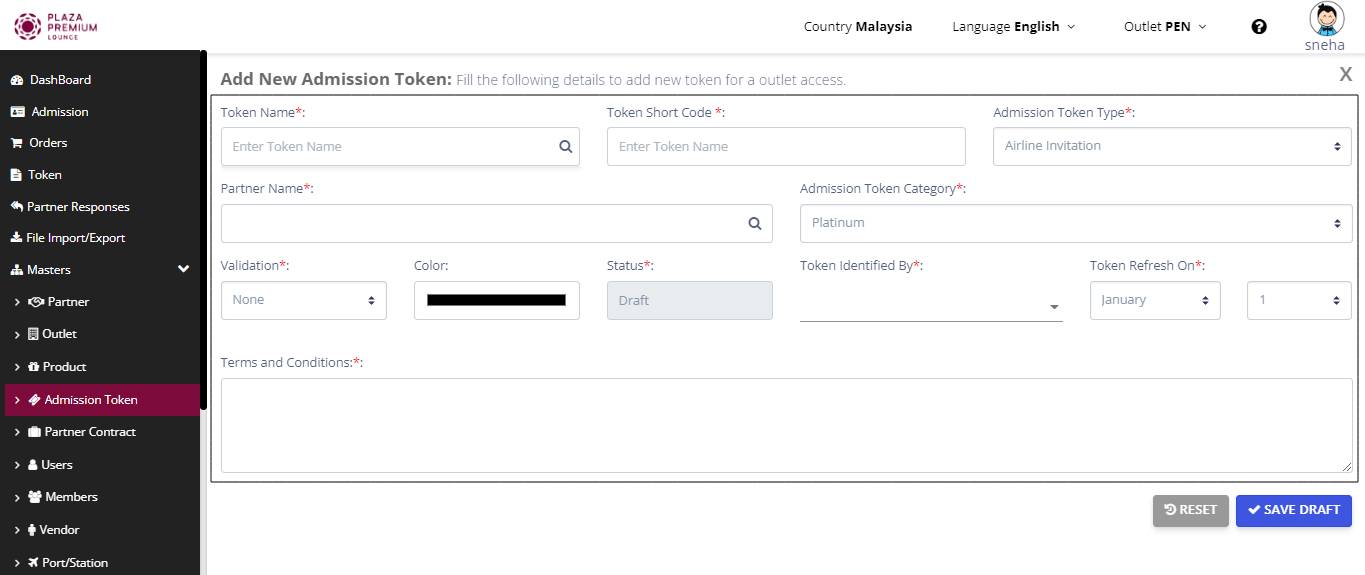 PLAZA
PREMIUM
LOUNGE
Country Malaysia
Language English
Outlet PEN
sneha
DashBoard
Admission
Orders
Token
Partner Responses
File Import/Export
Masters
Partner
Outlet
Product
Admission Token
Partner Contract
Users
Members
Vendor
Port/Station
Add New Admission Token: Fill the following details to add new token for a outlet access.
X
Token Name*:
Token Short Code *:
Admission Token Type*:
Enter Token Name
Enter Token Name
Airline Invitation
Partner Name*:
Admission Token Category*:
Platinum
Validation*:
Color:
Status*:
Token Identified By*:
Token Refresh On*:
None
Draft
January
1
Terms and Conditions:*:
RESET
SAVE DRAFT